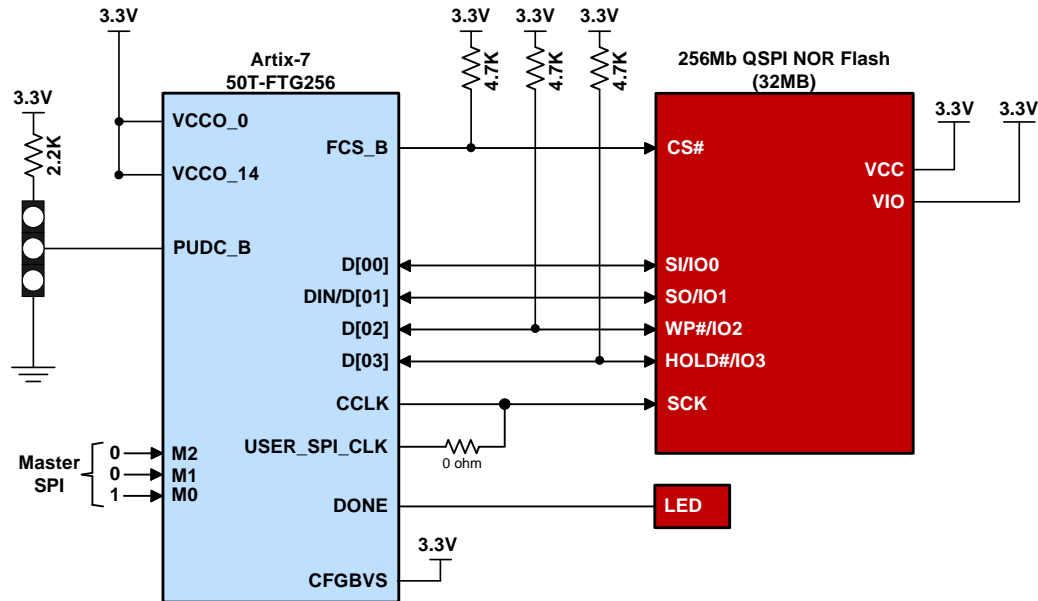 3.3V
3.3V
3.3V
3.3V
Artix-7
50T-FTG256
256Mb QSPI NOR Flash
(32MB)
4.7K
4.7K
4.7K
3.3V
2.2K
3.3V
3.3V
VCCO_0
FCS_B
CS#
VCCO_14
VCC
VIO
PUDC_B
D[00]
SI/IO0
DIN/D[01]
SO/IO1
D[02]
WP#/IO2
D[03]
HOLD#/IO3
CCLK
SCK
USER_SPI_CLK
0 ohm
Master
SPI
0
M2
0
M1
1
M0
DONE
LED
3.3V
CFGBVS